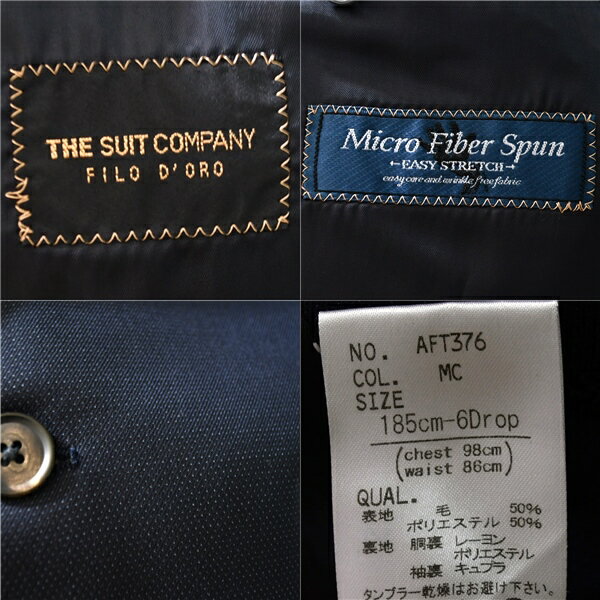 THE SUIT COMPANY
FILO D'ORO
Micro Fiber Spun
EASY STRETCH
easy care and wrinkle free fabric
NO. AFT376
COL. MC
SIZE
185cm-6Drop
(chest 98cm)
(waist 86cm)
QUAL.
表地 毛 50%
ポリエステル 50%
裏地 胴裏 レーヨン
ポリエステル
袖裏 キュプラ
タンブラー乾燥はお避け下さい。